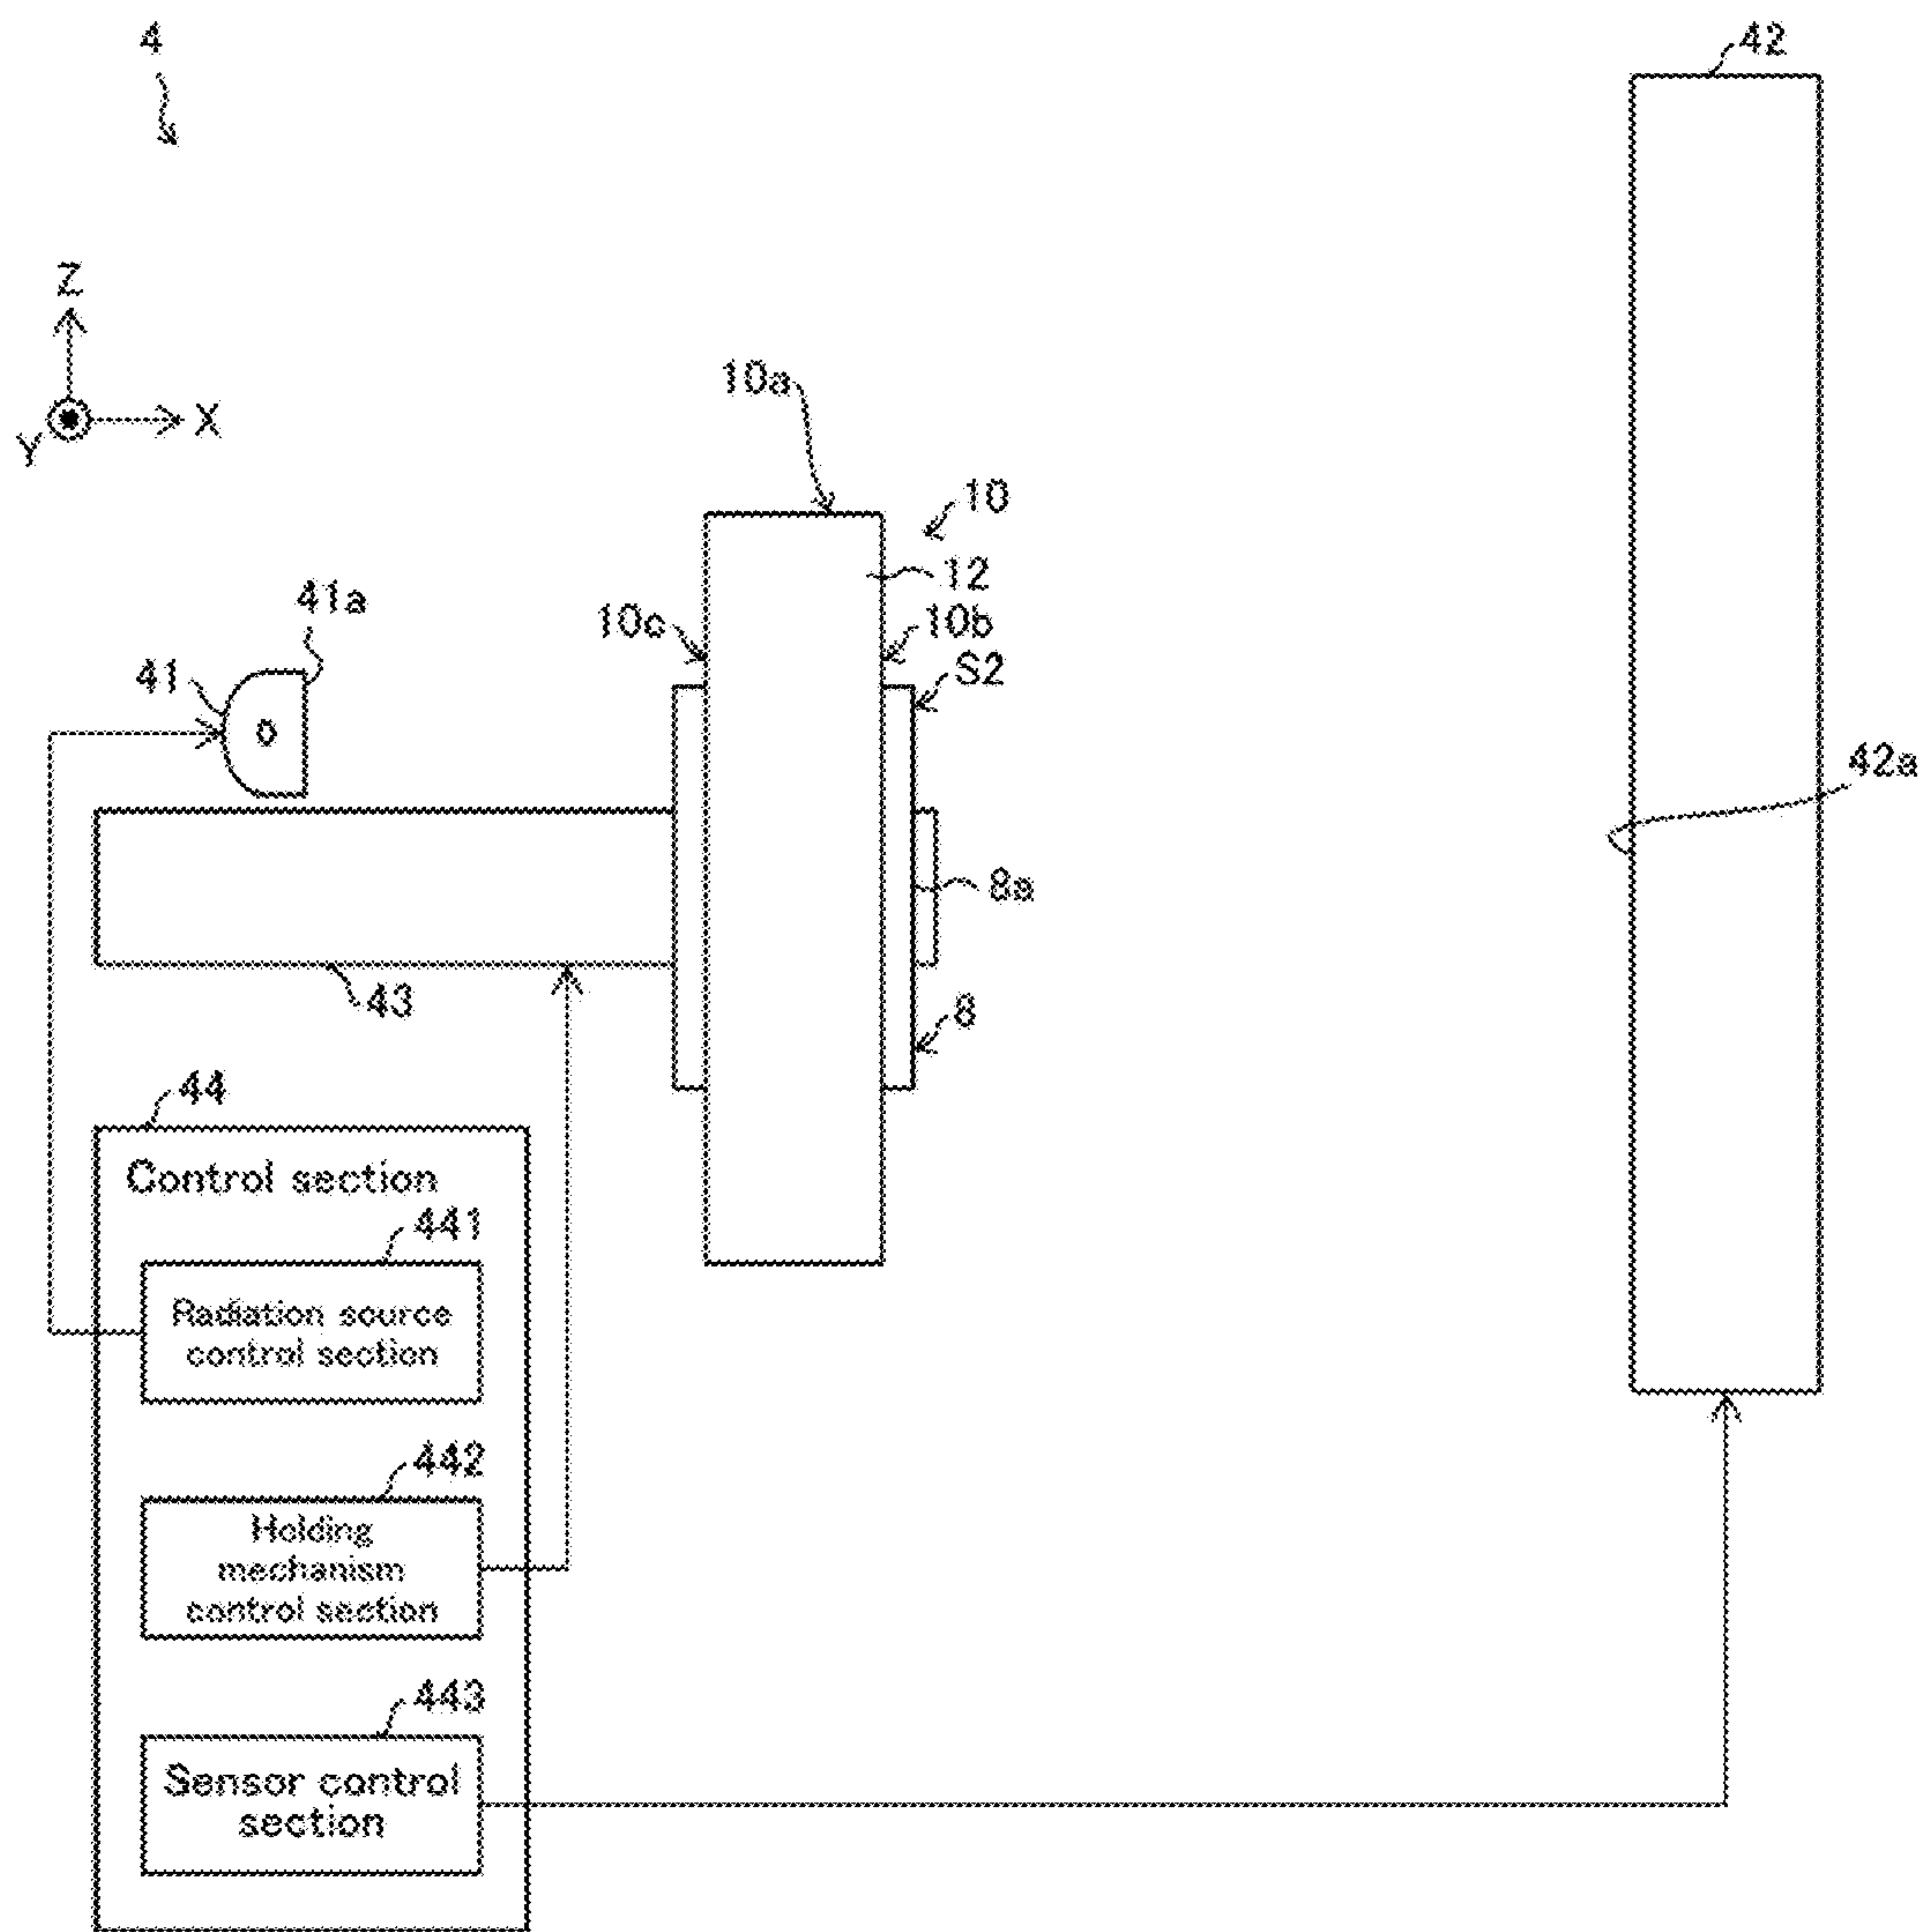 4
42
Z
10a
X
Y
10
12
41a
10c
10b
41
S2
0
42a
8a
43
8
44
Control section
441
Radiation source
control section
442
Holding
mechanism
control section
443
Sensor control
section